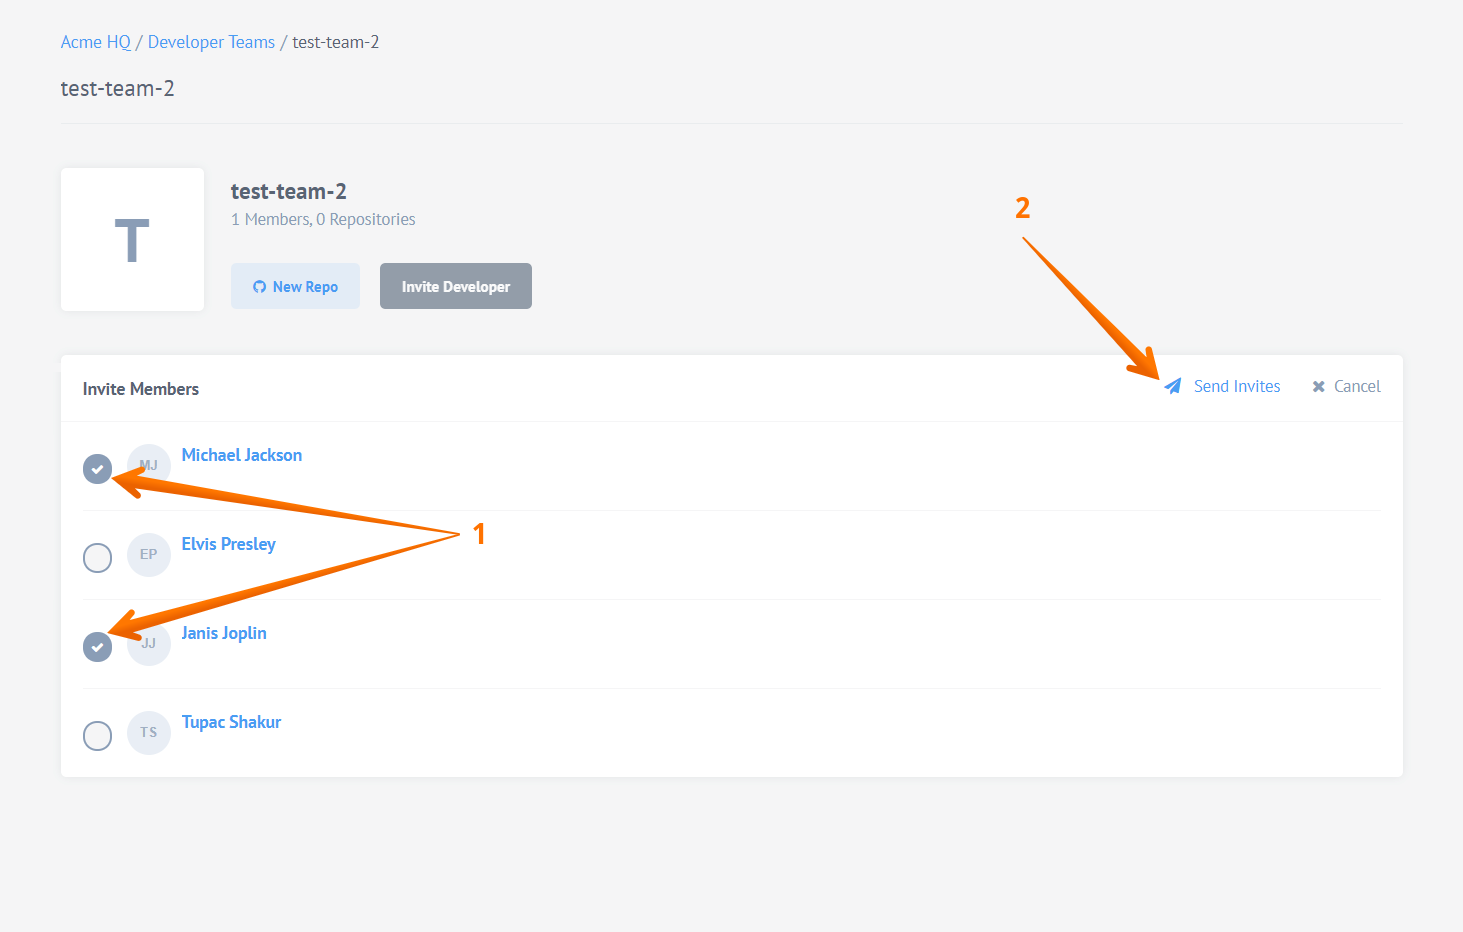 Acme HQ / Developer Teams / test-team-2
test-team-2
T
test-team-2
1 Members, 0 Repositories
New Repo
Invite Developer
2
Invite Members
Send Invites
Cancel
MJ
Michael Jackson
1
EP
Elvis Presley
JJ
Janis Joplin
TS
Tupac Shakur